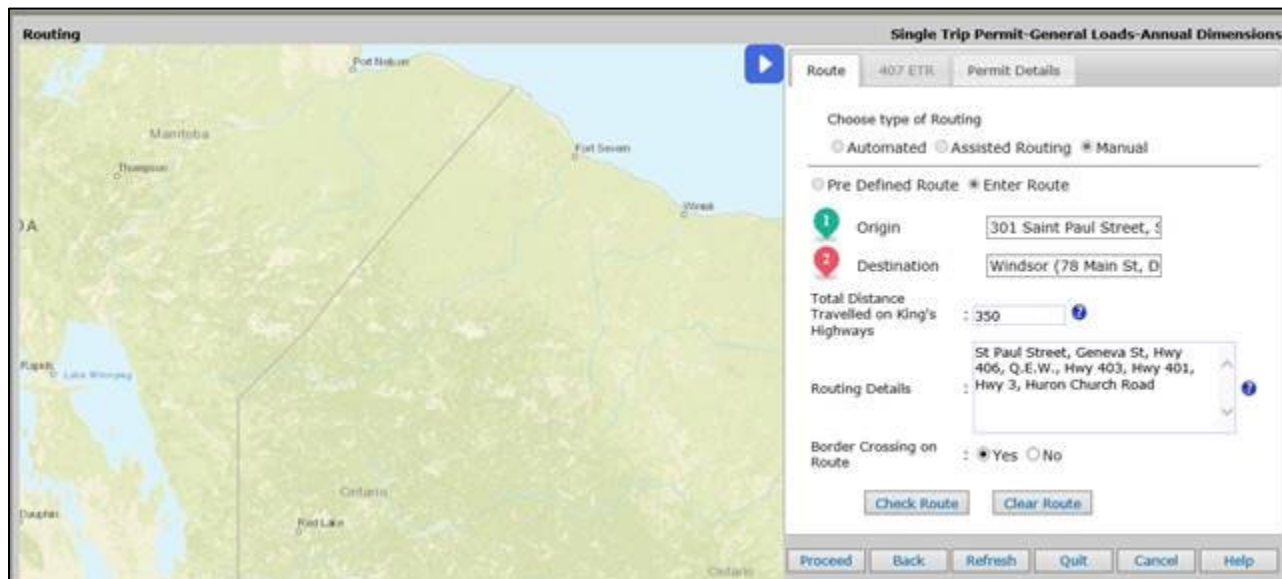 Routing
Single Trip Permit-General Loads-Annual Dimensions
Port Nelson
Manitoba
Thompson
Fort Severn
Winisk
DA
Rapids
Lake Winnipeg
Ontario
Dauphin
Red Lake
Ontario
Route
407 ETR
Permit Details
Choose type of Routing
Automated Assisted Routing Manual
Pre Defined Route Enter Route
1 Origin 301 Saint Paul Street, S
2 Destination Windsor (78 Main St, D
Total Distance
Travelled on King's : 350 ?
Highways
St Paul Street, Geneva St, Hwy
406, Q.E.W., Hwy 403, Hwy 401,
Hwy 3, Huron Church Road
Routing Details : ?
Border Crossing on
Route : Yes No
Check Route Clear Route
Proceed Back Refresh Quit Cancel Help